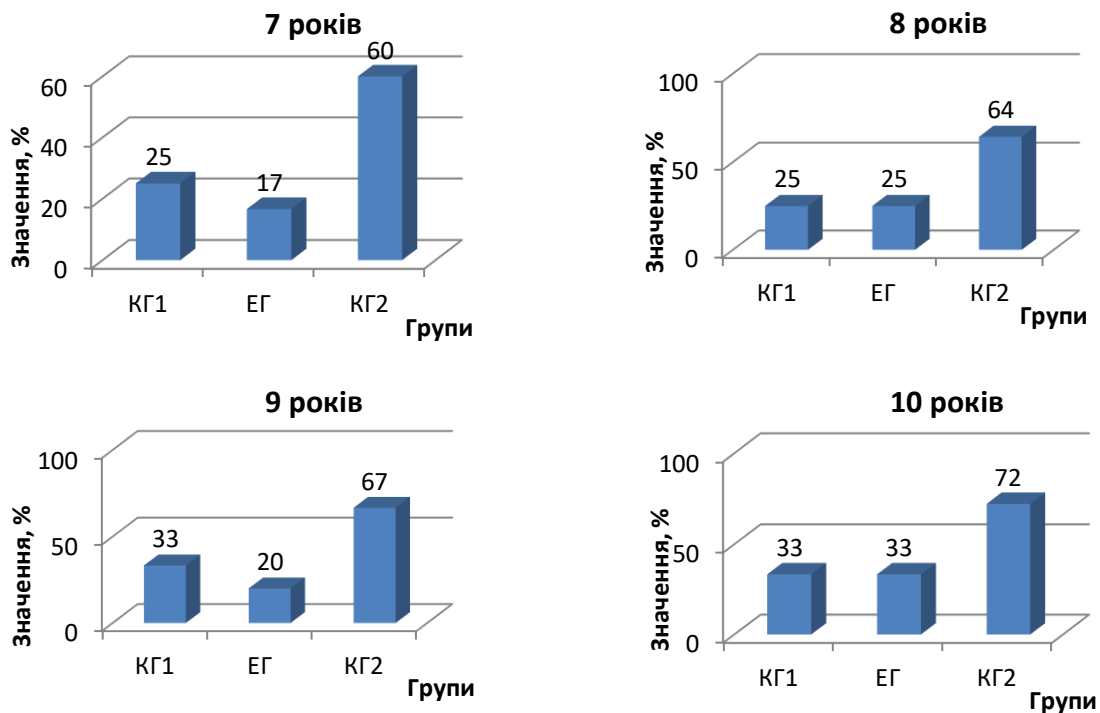 7 років
60
60
40
25
20
17
0
Значення, %
КГ1 ЕГ КГ2
Групи
8 років
100
64
50
25 25
0
Значення, %
КГ1 ЕГ КГ2
Групи
9 років
100
67
50
33
20
0
Значення, %
КГ1 ЕГ КГ2
Групи
10 років
100
72
50
33 33
0
Значення, %
КГ1 ЕГ КГ2
Групи